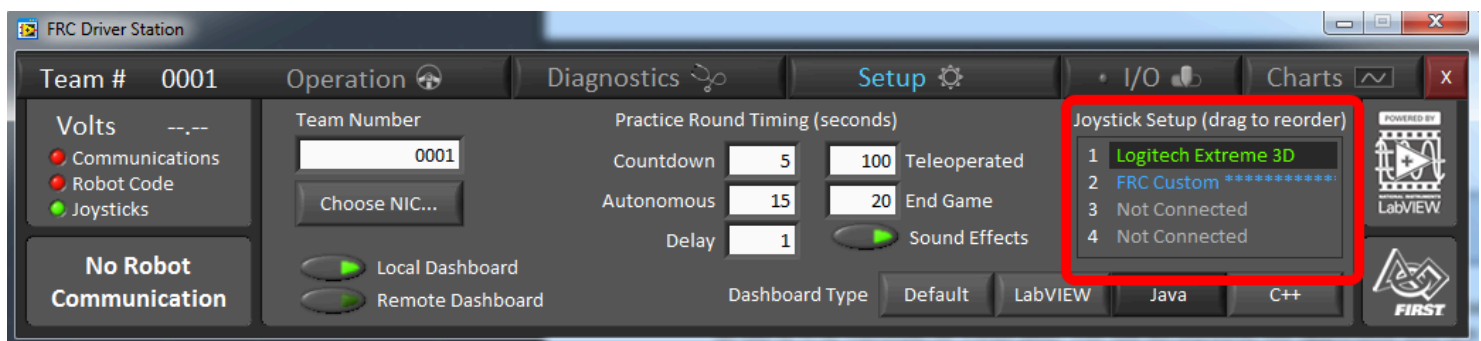 FRC Driver Station
Team # 0001
Operation
Diagnostics
Setup
I/O
Charts
X
Volts --.--
Communications
Robot Code
Joysticks
No Robot
Communication
Team Number
0001
Choose NIC...
Local Dashboard
Remote Dashboard
Practice Round Timing (seconds)
Countdown 5 100 Teleoperated
Autonomous 15 20 End Game
Delay 1 Sound Effects
Dashboard Type Default LabVIEW Java C++
Joystick Setup (drag to reorder)
1 Logitech Extreme 3D
2 FRC Custom ************
3 Not Connected
4 Not Connected
POWERED BY
NATIONAL INSTRUMENTS
LabVIEW
FIRST